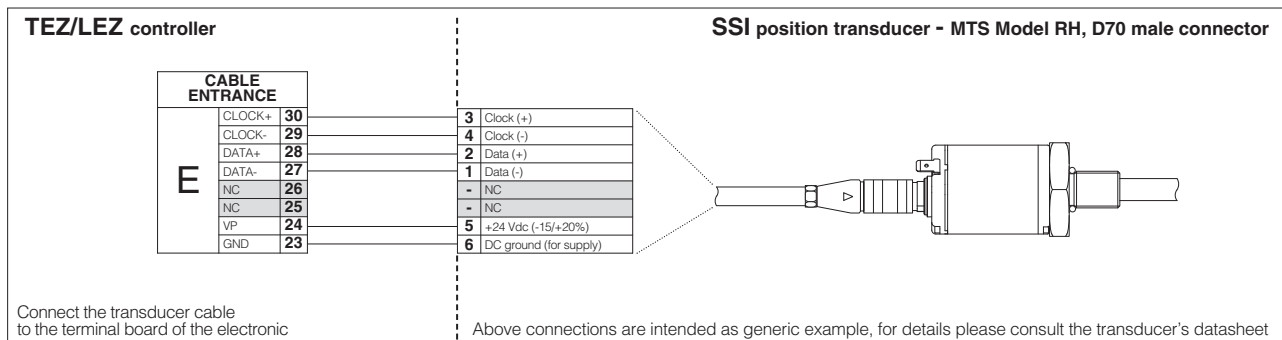 TEZ/LEZ controller
SSI position transducer - MTS Model RH, D70 male connector
CABLE
ENTRANCE
E
CLOCK+ 30
CLOCK- 29
DATA+ 28
DATA- 27
NC 26
NC 25
VP 24
GND 23
3 Clock (+)
4 Clock (-)
2 Data (+)
1 Data (-)
- NC
- NC
5 +24 Vdc (-15/+20%)
6 DC ground (for supply)
Connect the transducer cable
to the terminal board of the electronic
Above connections are intended as generic example, for details please consult the transducer's datasheet